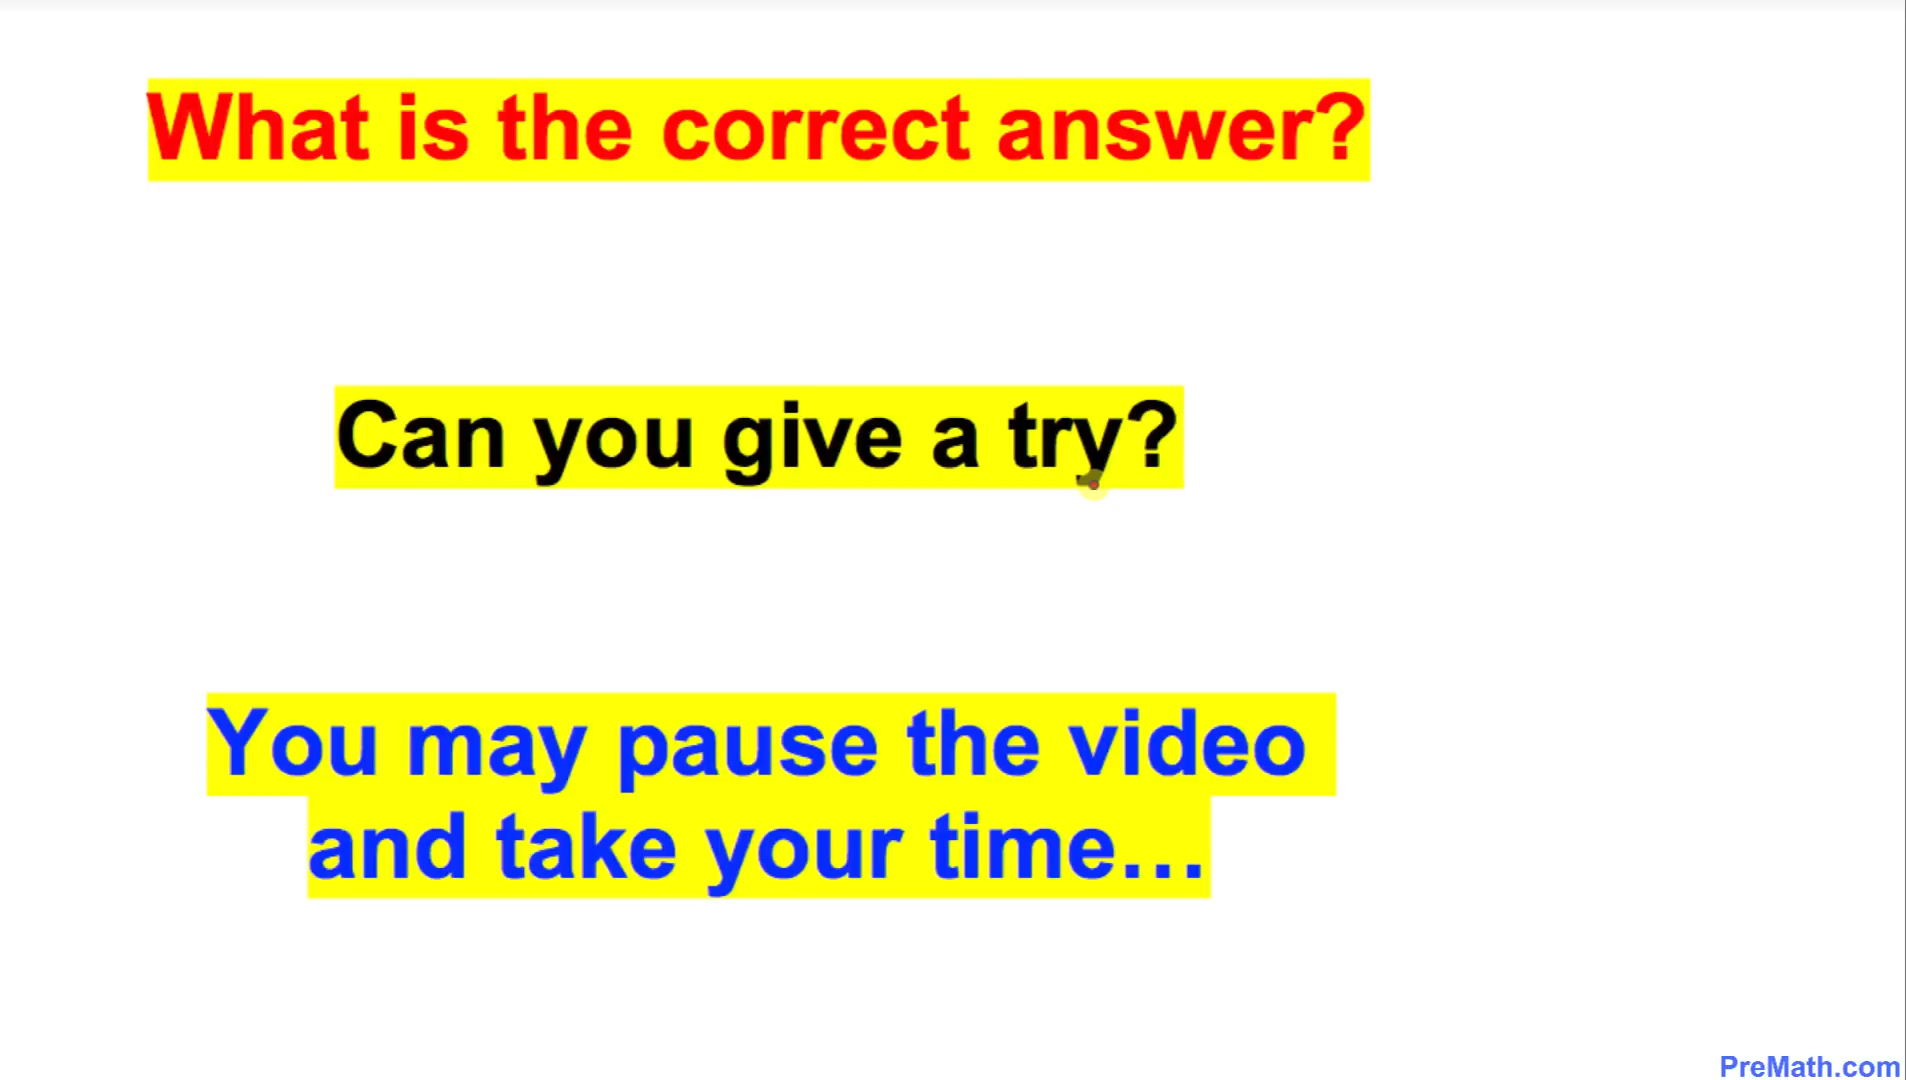 What is the correct answer?
Can you give a try?
You may pause the video
and take your time...
PreMath.com